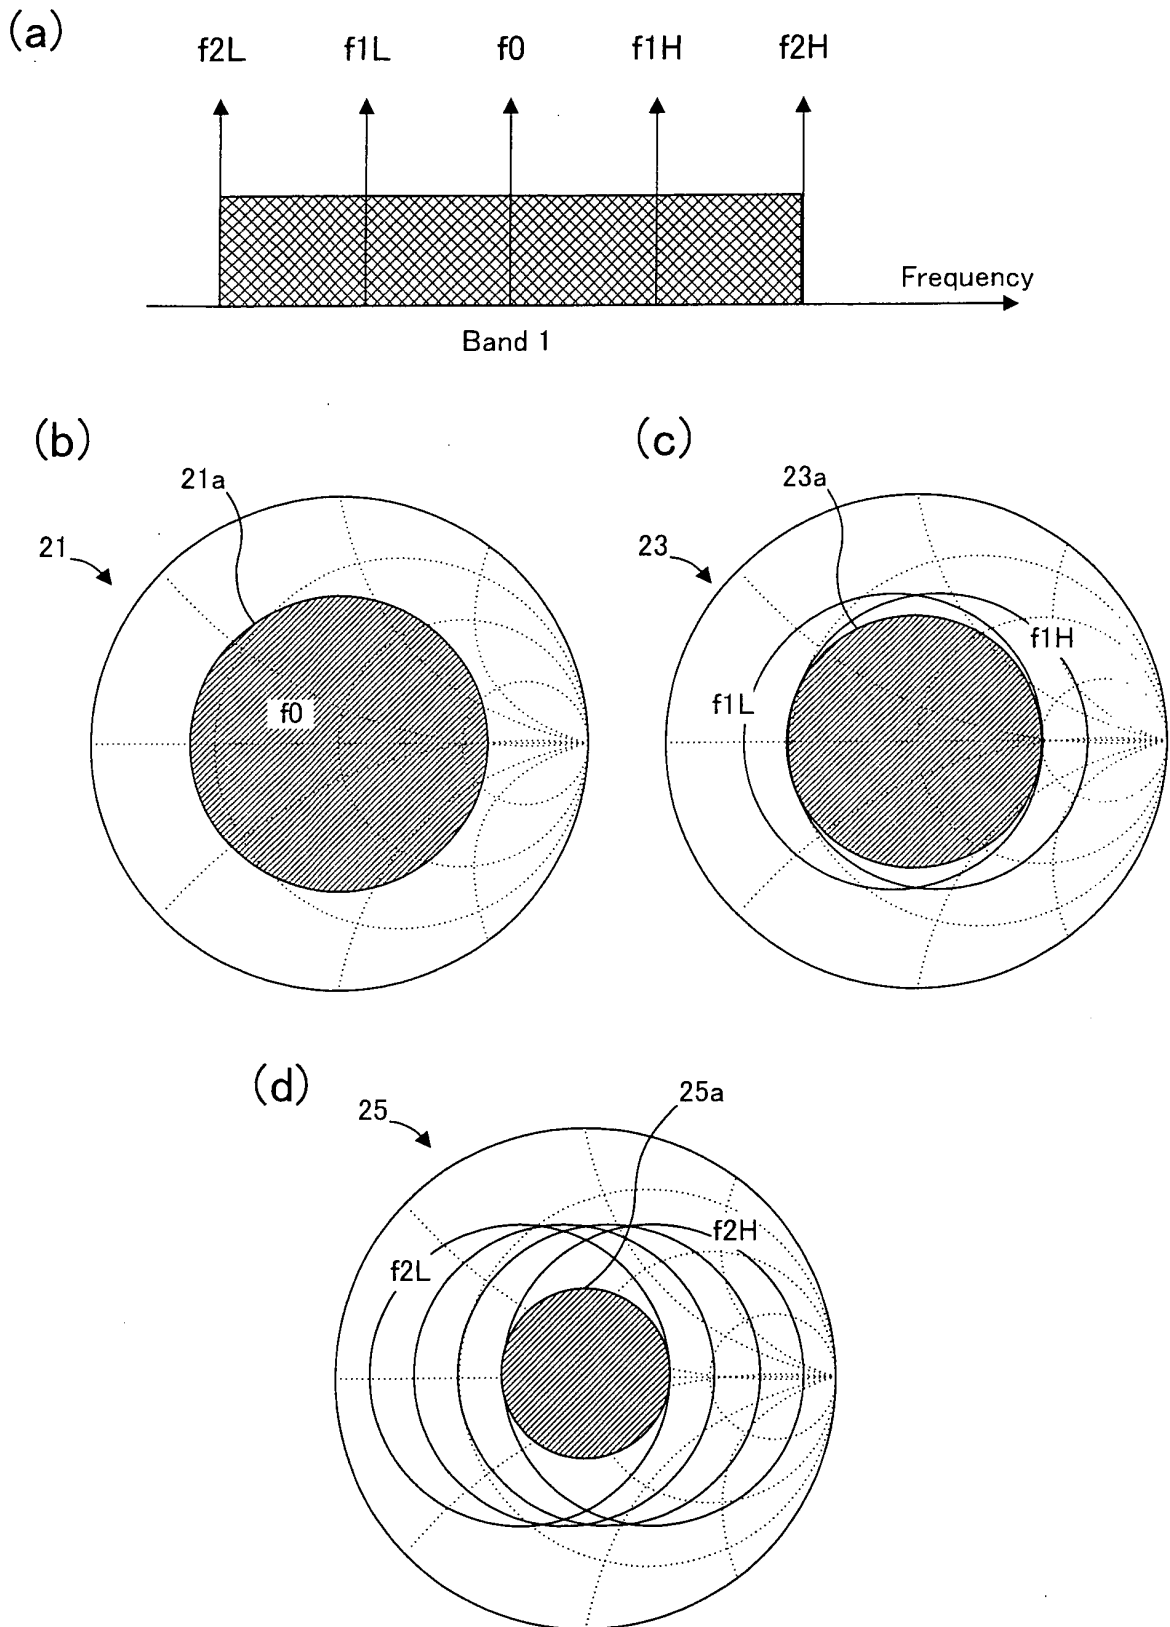 (a)
f2L f1L f0 f1H f2H
Frequency
Band 1
(b) (c)
21a 23a
21 23
f0
f1H
f1L
(d)
25a
25
f2H
f2L